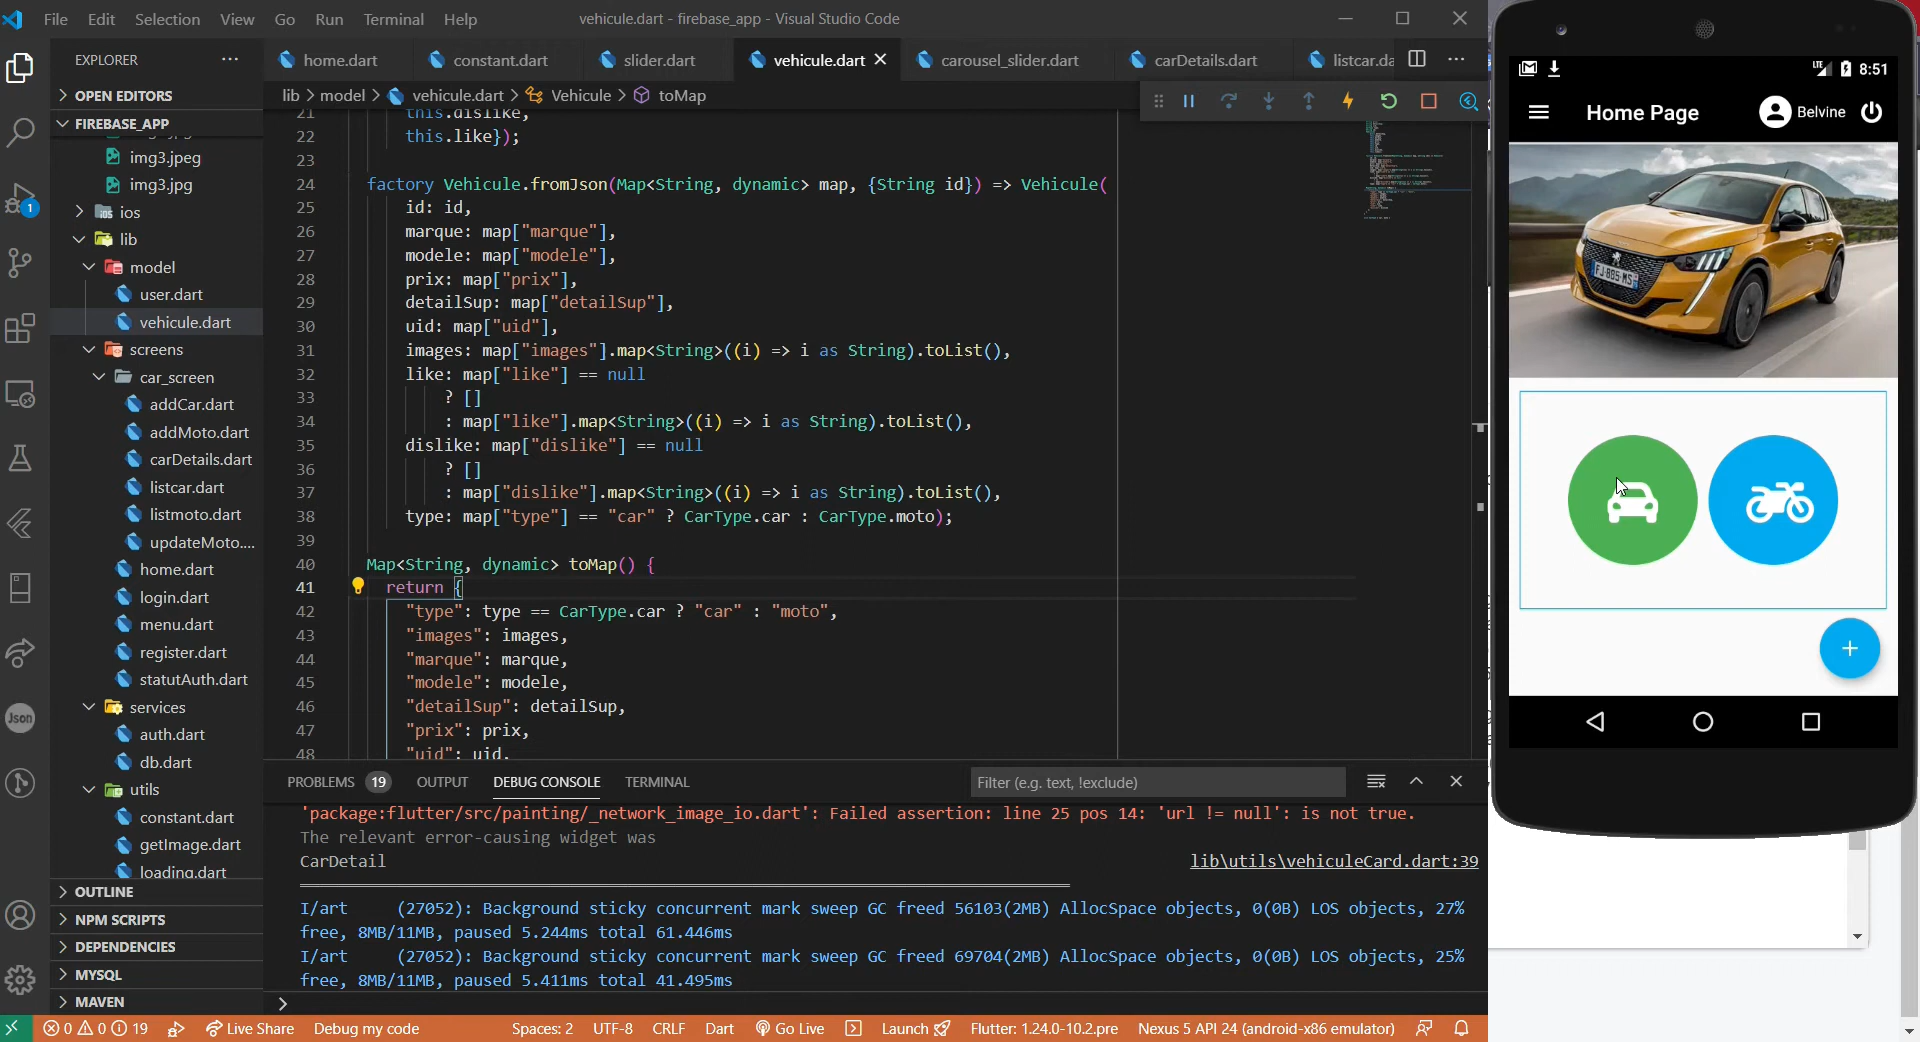 File Edit Selection View Go Run Terminal Help
vehicule.dart - firebase_app - Visual Studio Code
EXPLORER
OPEN EDITORS
FIREBASE_APP
img3.jpeg
img3.jpg
ios
lib
model
user.dart
vehicule.dart
screens
car_screen
addCar.dart
addMoto.dart
carDetails.dart
listcar.dart
listmoto.dart
updateMoto....
home.dart
login.dart
menu.dart
register.dart
statutAuth.dart
services
auth.dart
db.dart
utils
constant.dart
getImage.dart
loading.dart
OUTLINE
NPM SCRIPTS
DEPENDENCIES
MYSQL
MAVEN
1
Json
home.dart constant.dart slider.dart vehicule.dart carousel_slider.dart carDetails.dart listcar.da
lib > model > vehicule.dart > Vehicule > toMap
21 this.dislike,
22 this.like});
23
24 factory Vehicule.fromJson(Map<String, dynamic> map, {String id}) => Vehicule(
25 id: id,
26 marque: map["marque"],
27 modele: map["modele"],
28 prix: map["prix"],
29 detailSup: map["detailSup"],
30 uid: map["uid"],
31 images: map["images"].map<String>((i) => i as String).toList(),
32 like: map["like"] == null
33 ? []
34 : map["like"].map<String>((i) => i as String).toList(),
35 dislike: map["dislike"] == null
36 ? []
37 : map["dislike"].map<String>((i) => i as String).toList(),
38 type: map["type"] == "car" ? CarType.car : CarType.moto);
39
40 Map<String, dynamic> toMap() {
41 return {
42 "type": type == CarType.car ? "car" : "moto",
43 "images": images,
44 "marque": marque,
45 "modele": modele,
46 "detailSup": detailSup,
47 "prix": prix,
48 "uid": uid,
PROBLEMS 19 OUTPUT DEBUG CONSOLE TERMINAL
Filter (e.g. text, !exclude)
'package:flutter/src/painting/_network_image_io.dart': Failed assertion: line 25 pos 14: 'url != null': is not true.
The relevant error-causing widget was
CarDetail lib\utils\vehiculeCard.dart:39
I/art (27052): Background sticky concurrent mark sweep GC freed 56103(2MB) AllocSpace objects, 0(0B) LOS objects, 27%
free, 8MB/11MB, paused 5.244ms total 61.446ms
I/art (27052): Background sticky concurrent mark sweep GC freed 69704(2MB) AllocSpace objects, 0(0B) LOS objects, 25%
free, 8MB/11MB, paused 5.411ms total 41.495ms
>
0 0 19 Live Share Debug my code Spaces: 2 UTF-8 CRLF Dart Go Live Launch Flutter: 1.24.0-10.2.pre Nexus 5 API 24 (android-x86 emulator)
LTE 8:51
Home Page Belvine
FJ-885-MS
+